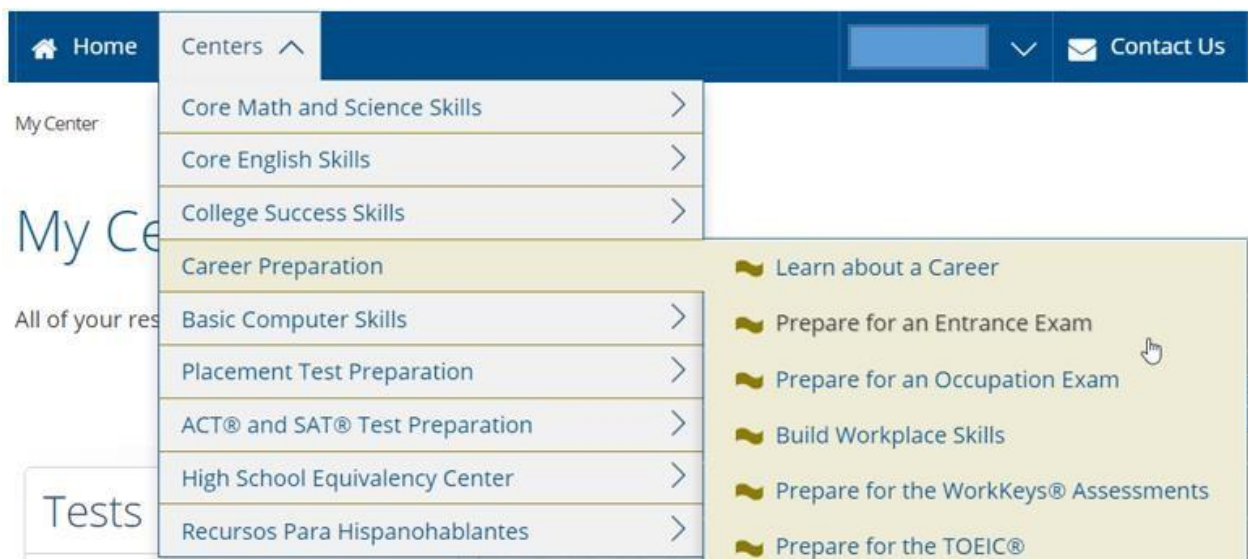 Home
Centers
Contact Us
My Center
Core Math and Science Skills
Core English Skills
College Success Skills
My Ce
Career Preparation
Learn about a Career
All of your res
Basic Computer Skills
Prepare for an Entrance Exam
Placement Test Preparation
Prepare for an Occupation Exam
ACT® and SAT® Test Preparation
Build Workplace Skills
High School Equivalency Center
Prepare for the WorkKeys® Assessments
Tests
Recursos Para Hispanohablantes
Prepare for the TOEIC®